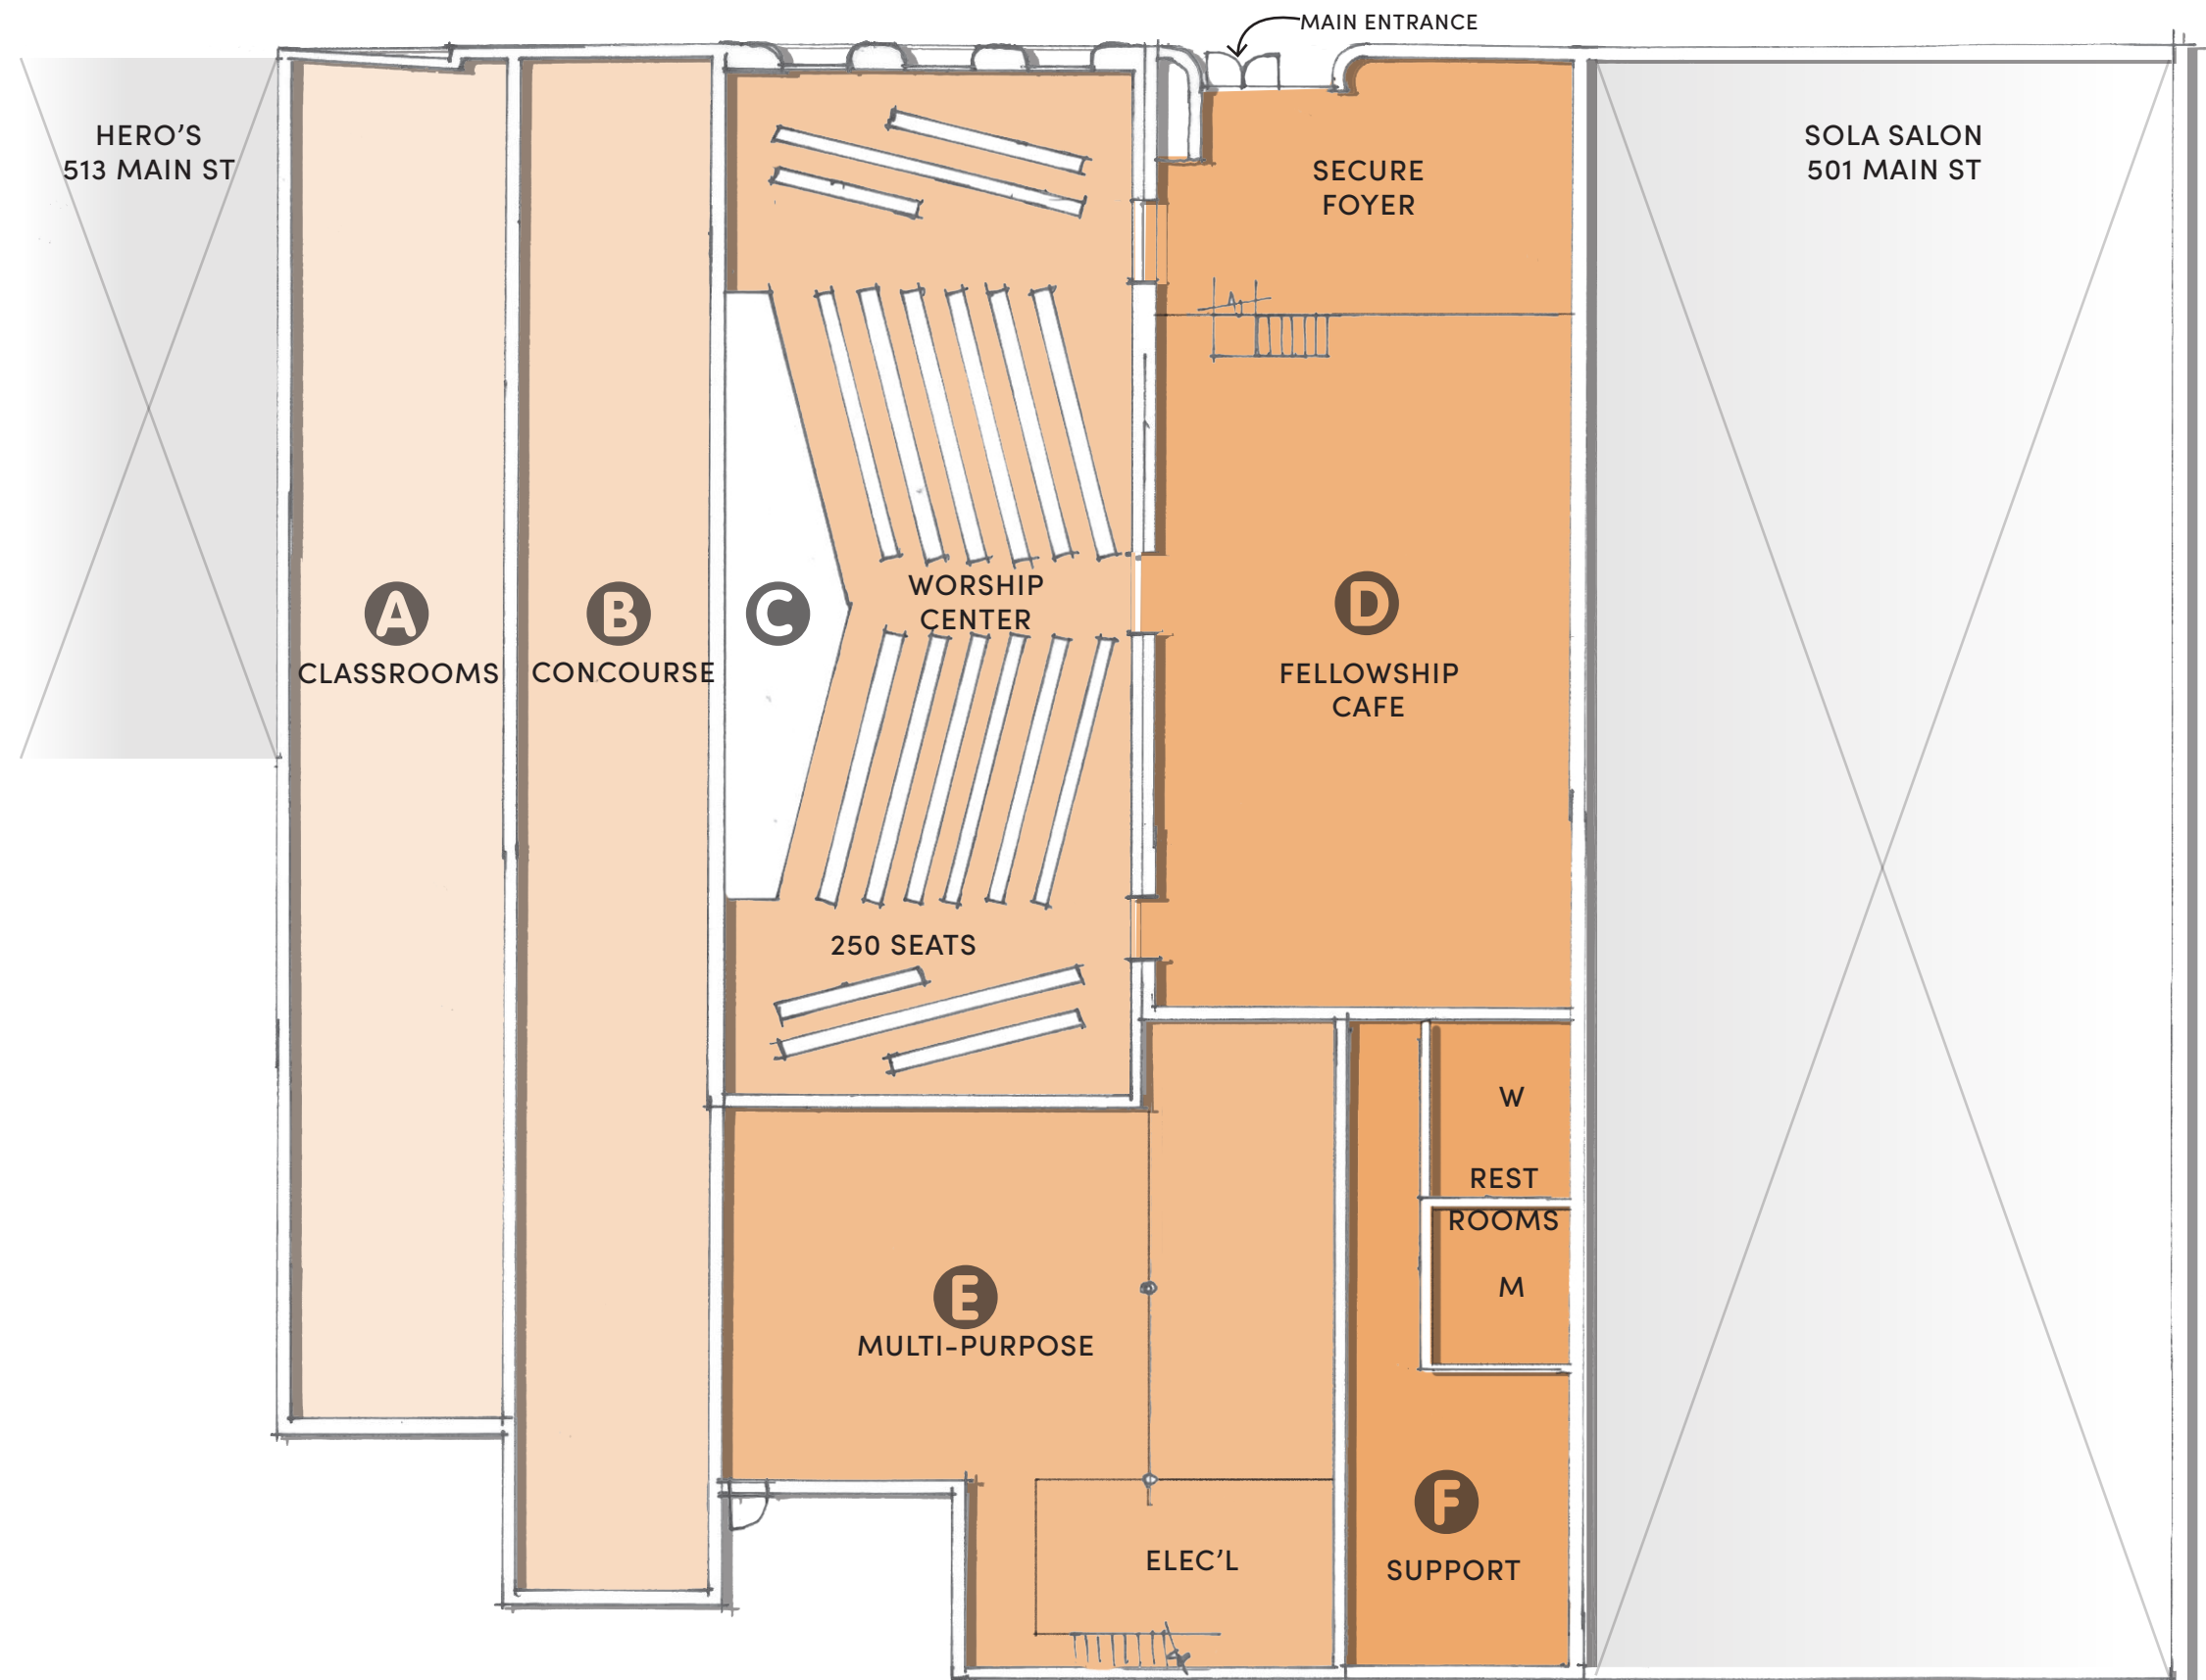 MAIN ENTRANCE
HERO'S
513 MAIN ST
SECURE
FOYER
SOLA SALON
501 MAIN ST
A
CLASSROOMS
B
CONCOURSE
C
WORSHIP
CENTER
D
FELLOWSHIP
CAFE
250 SEATS
W
REST
ROOMS
M
E
MULTI-PURPOSE
ELEC'L
F
SUPPORT